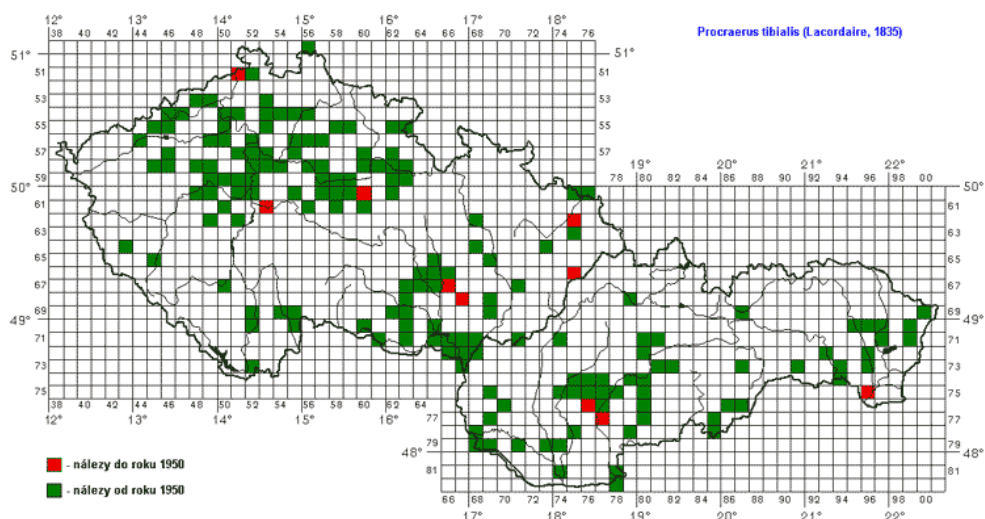 12° 13° 14° 15° 16° 17° 18°
38 40 42 44 46 48 50 52 54 56 58 60 62 64 66 68 70 72 74 76
Procraerus tibialis (Lacordaire, 1835)
51° 51°
51 51
53 53
55 55
57 57
59 19° 20° 21° 22° 59
78 80 82 84 86 88 90 92 94 96 98 00
50° 50°
61 61
63 63
65 65
67 67
49° 49°
69 69
71 71
73 73
75 75
38 40 42 44 46 48 50 52 54 56 58 60 62 64
12° 13° 14° 15° 16°
77 77
79 79
48° 48°
- nálezy do roku 1950
81 81
- nálezy od roku 1950
66 68 70 72 74 76 78 80 82 84 86 88 90 92 94 96 98 00
17° 18° 19° 20° 21° 22°